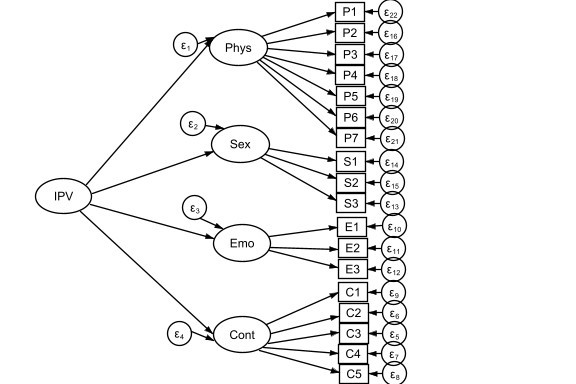 P1 ε22
P2 ε16
ε1 Phys P3 ε17
P4 ε18
P5 ε19
P6 ε20
ε2 P7 ε21
Sex S1 ε14
S2 ε15
IPV S3 ε13
ε3 E1 ε10
Emo E2 ε11
E3 ε12
C1 ε9
C2 ε6
ε4 Cont C3 ε5
C4 ε7
C5 ε8